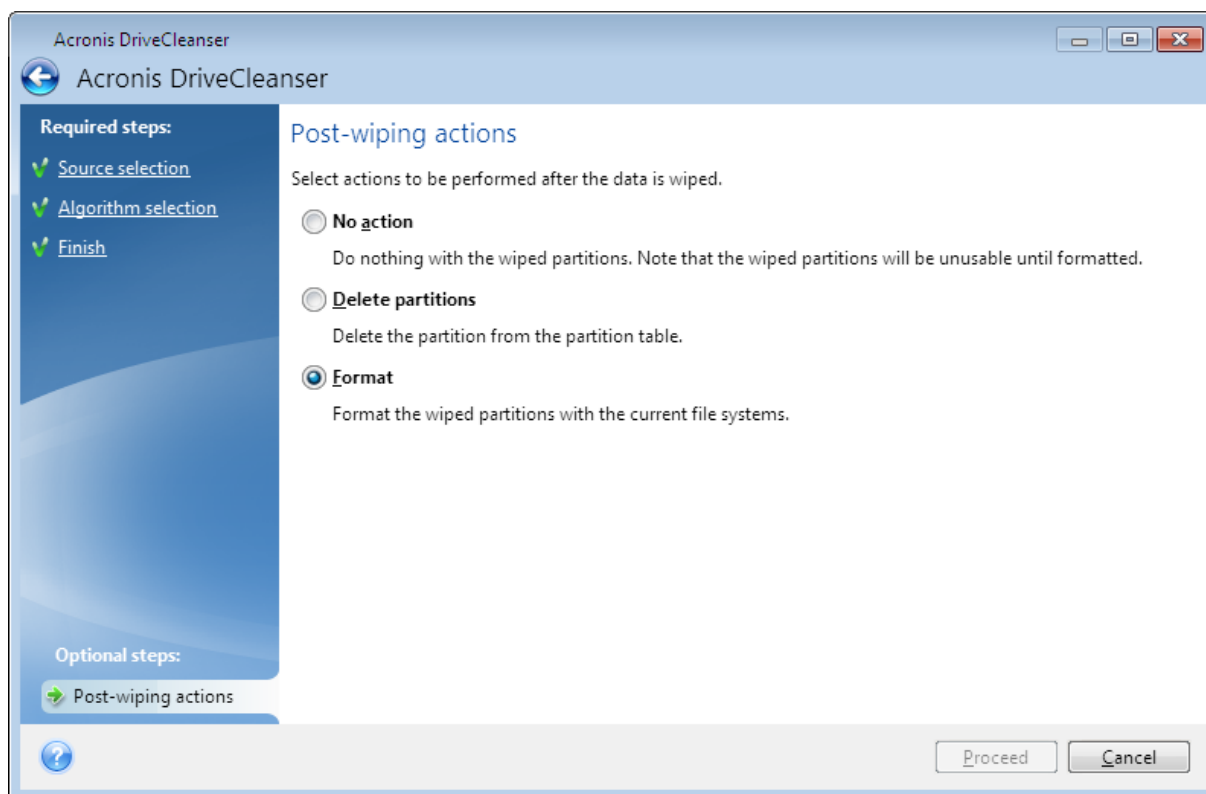 Acronis DriveCleanser
Acronis DriveCleanser
Required steps:
Source selection
Algorithm selection
Finish
Optional steps:
Post-wiping actions
Post-wiping actions
Select actions to be performed after the data is wiped.
No action
Do nothing with the wiped partitions. Note that the wiped partitions will be unusable until formatted.
Delete partitions
Delete the partition from the partition table.
Format
Format the wiped partitions with the current file systems.
?
Proceed
Cancel